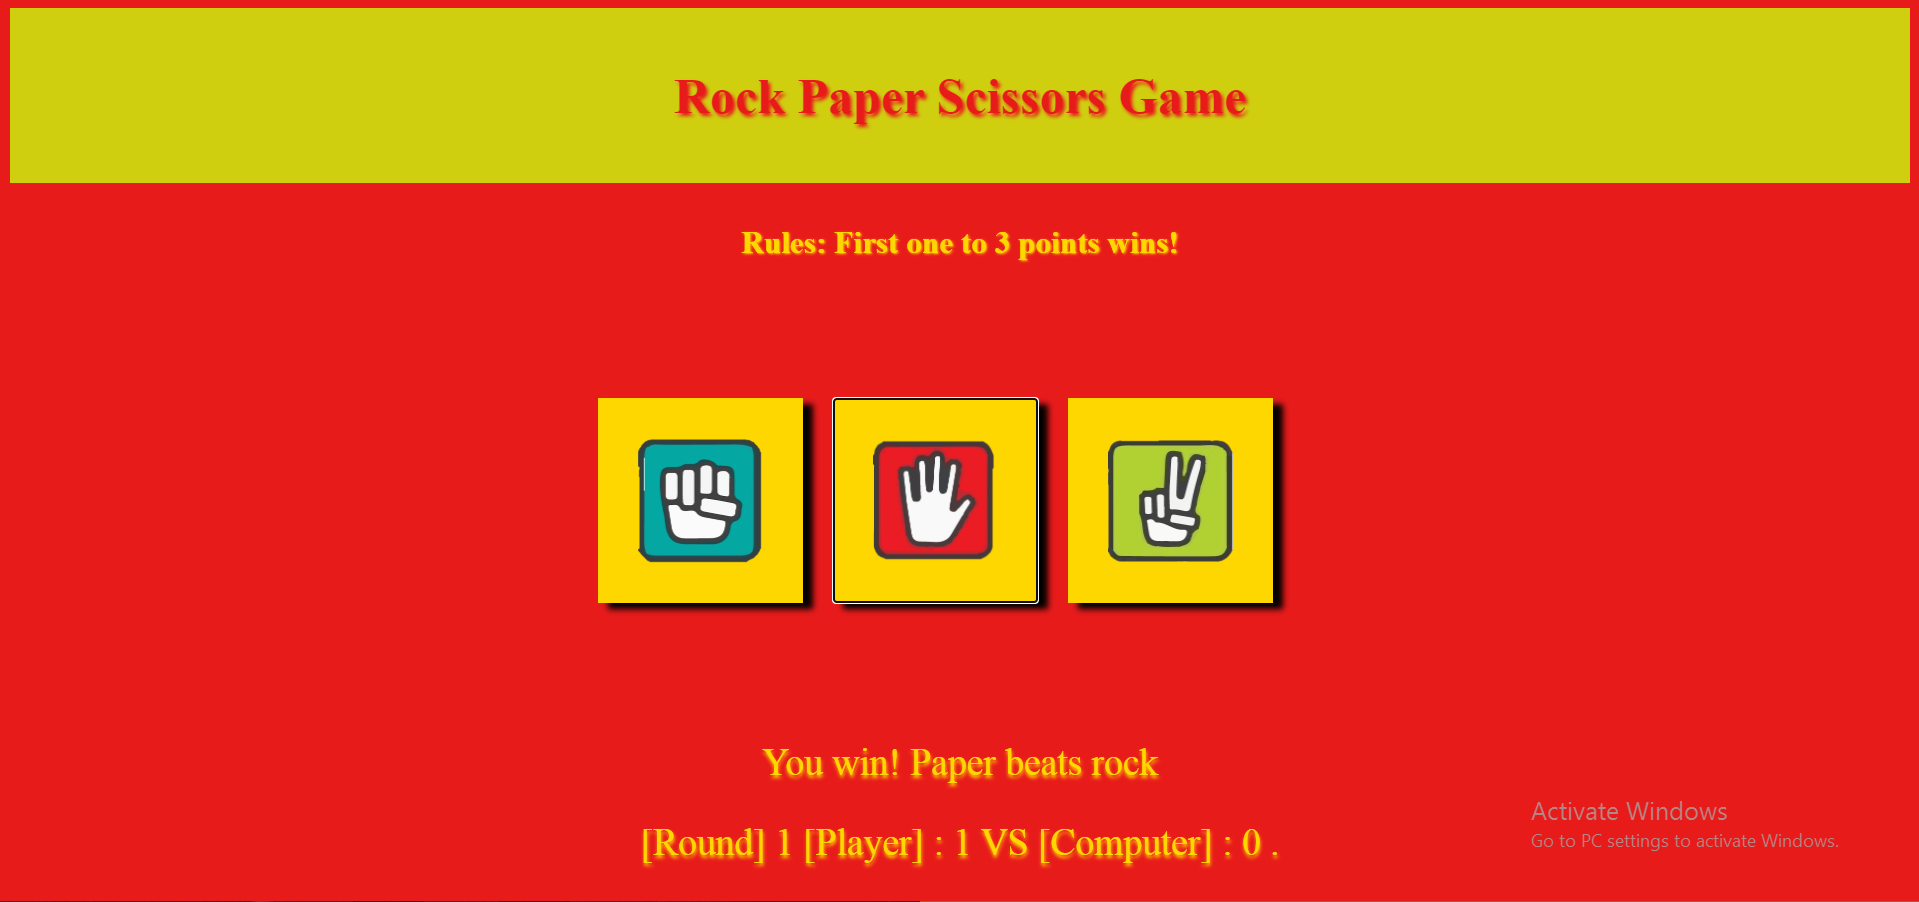 Rock Paper Scissors Game
Rules: First one to 3 points wins!
You win! Paper beats rock
[Round] 1 [Player] : 1 VS [Computer] : 0 .
Activate Windows
Go to PC settings to activate Windows.